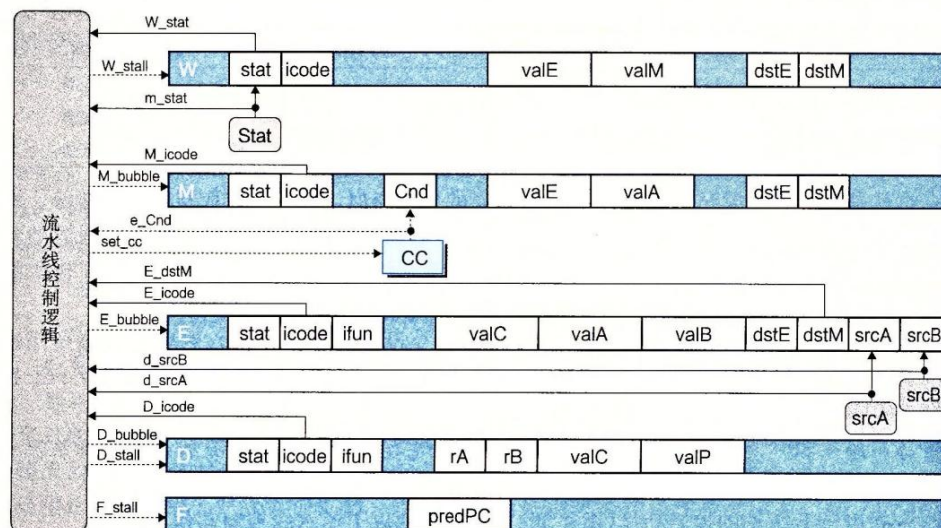 W_stat
W_stall
W stat icode valE valM dstE dstM
m_stat
Stat
M_icode
M_bubble
M stat icode Cnd valE valA dstE dstM
e_Cnd
set_cc
CC
流水线控制逻辑
E_dstM
E_icode
E_bubble
E stat icode ifun valC valA valB dstE dstM srcA srcB
d_srcB
d_srcA
srcB
srcA
D_icode
D_bubble
D_stall
D stat icode ifun rA rB valC valP
F_stall
F predPC